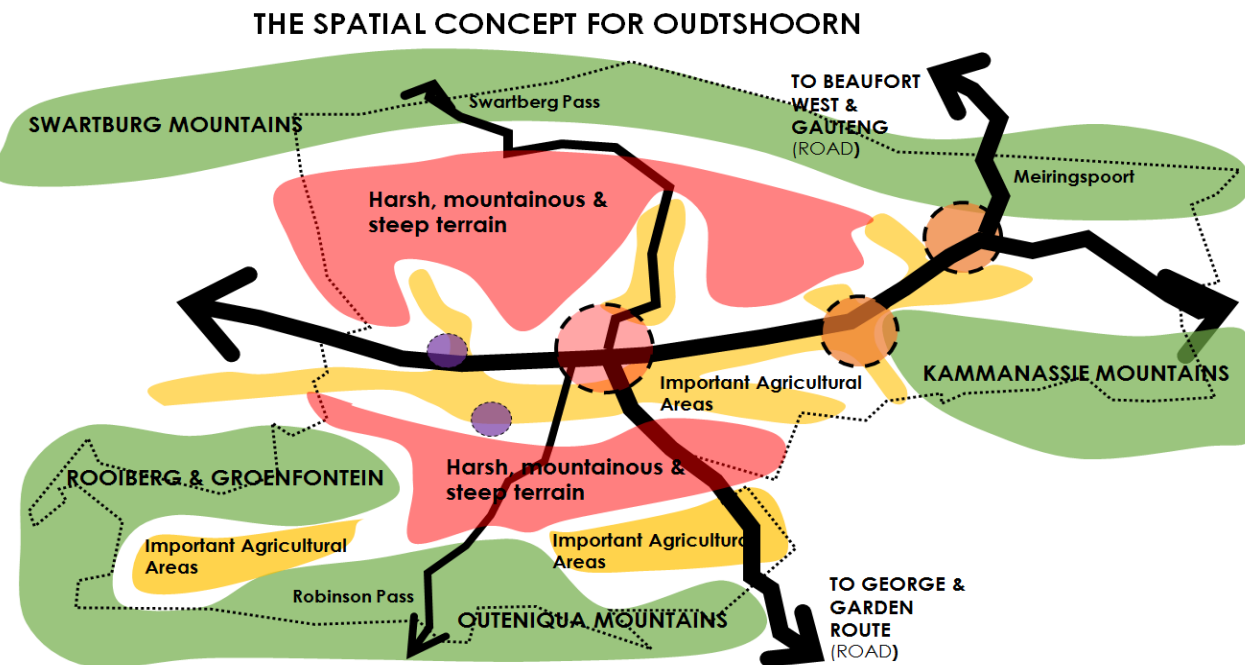 THE SPATIAL CONCEPT FOR OUDTSHOORN
TO BEAUFORT
WEST &
GAUTENG
(ROAD)
Swartberg Pass
SWARTBURG MOUNTAINS
Meiringspoort
Harsh, mountainous &
steep terrain
KAMMANASSIE MOUNTAINS
Important Agricultural
Areas
Harsh, mountainous &
steep terrain
ROOIBERG & GROENFONTEIN
Important Agricultural
Areas
Important Agricultural
Areas
TO GEORGE &
GARDEN
ROUTE
(ROAD)
Robinson Pass
OUTENIQUA MOUNTAINS